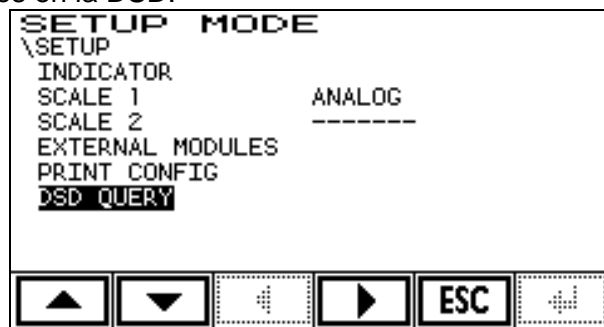 SETUP MODE
\SETUP
INDICATOR
SCALE 1 ANALOG
SCALE 2 -------
EXTERNAL MODULES
PRINT CONFIG
DSD QUERY
ESC